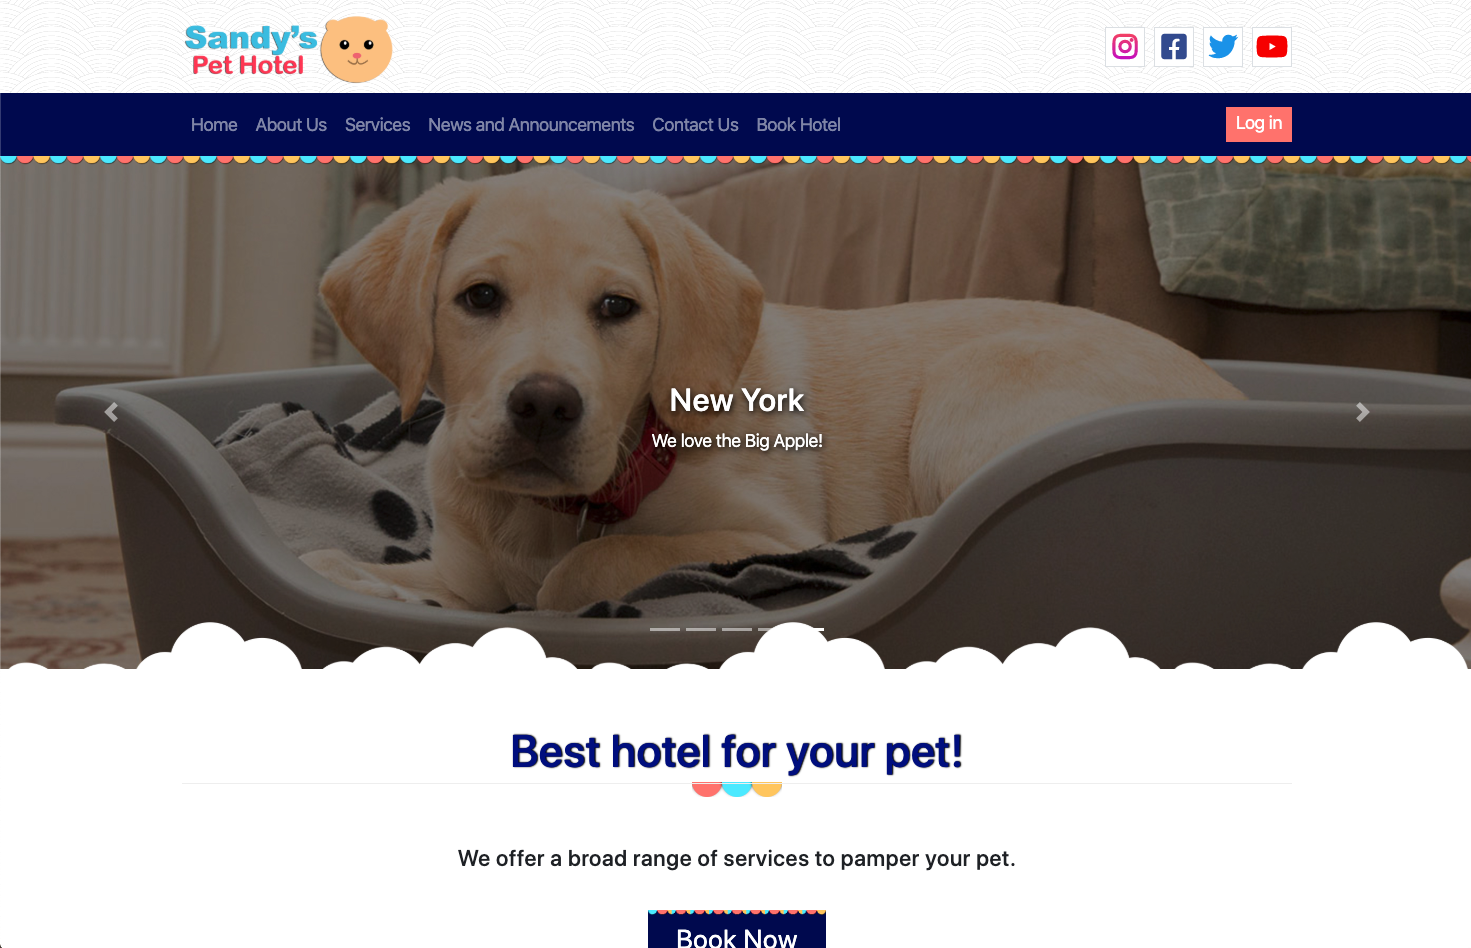 Sandy's
Pet Hotel
Home About Us Services News and Announcements Contact Us Book Hotel Log in
New York
We love the Big Apple!
Best hotel for your pet!
We offer a broad range of services to pamper your pet.
Book Now